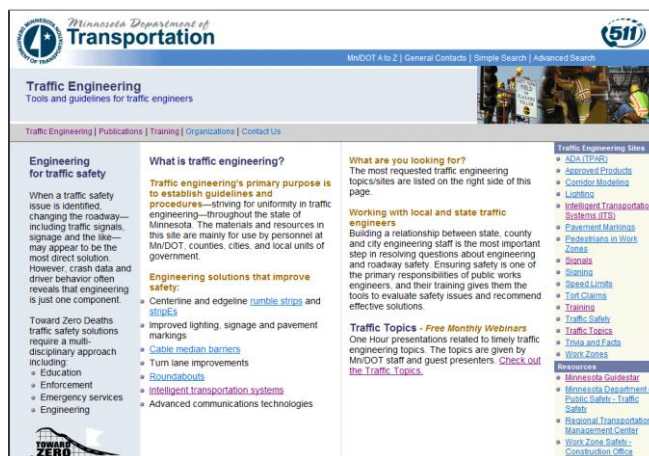 Minnesota Department of
Transportation
511
Mn/DOT A to Z | General Contacts | Simple Search | Advanced Search
Traffic Engineering
Tools and guidelines for traffic engineers
Traffic Engineering | Publications | Training | Organizations | Contact Us
Engineering
for traffic safety
When a traffic safety
issue is identified,
changing the roadway—
including traffic signals,
signage and the like—
may appear to be the
most direct solution.
However, crash data and
driver behavior often
reveals that engineering
is just one component.
Toward Zero Deaths
traffic safety solutions
require a multi-
disciplinary approach
including:
Education
Enforcement
Emergency services
Engineering
TOWARD
ZERO
What is traffic engineering?
Traffic engineering's primary purpose is
to establish guidelines and
procedures—striving for uniformity in traffic
engineering—throughout the state of
Minnesota. The materials and resources in
this site are mainly for use by personnel at
Mn/DOT, counties, cities, and local units of
government.
Engineering solutions that improve
safety:
Centerline and edgeline rumble strips and
stripEs
Improved lighting, signage and pavement
markings
Cable median barriers
Turn lane improvements
Roundabouts
Intelligent transportation systems
Advanced communications technologies
What are you looking for?
The most requested traffic engineering
topics/sites are listed on the right side of this
page.
Working with local and state traffic
engineers
Building a relationship between state, county
and city engineering staff is the most important
step in resolving questions about engineering
and roadway safety. Ensuring safety is one of
the primary responsibilities of public works
engineers, and their training gives them the
tools to evaluate safety issues and recommend
effective solutions.
Traffic Topics - Free Monthly Webinars
One Hour presentations related to timely traffic
engineering topics. The topics are given by
Mn/DOT staff and guest presenters. Check out
the Traffic Topics.
Traffic Engineering Sites
ADA (TPAR)
Approved Products
Corridor Modeling
Lighting
Intelligent Transportation
Systems (ITS)
Pavement Markings
Pedestrians in Work
Zones
Signals
Signing
Speed Limits
Tort Claims
Training
Traffic Safety
Traffic Topics
Trivia and Facts
Work Zones
Resources
Minnesota Guidestar
Minnesota Department
Public Safety - Traffic
Safety
Regional Transportation
Management Center
Work Zone Safety -
Construction Office